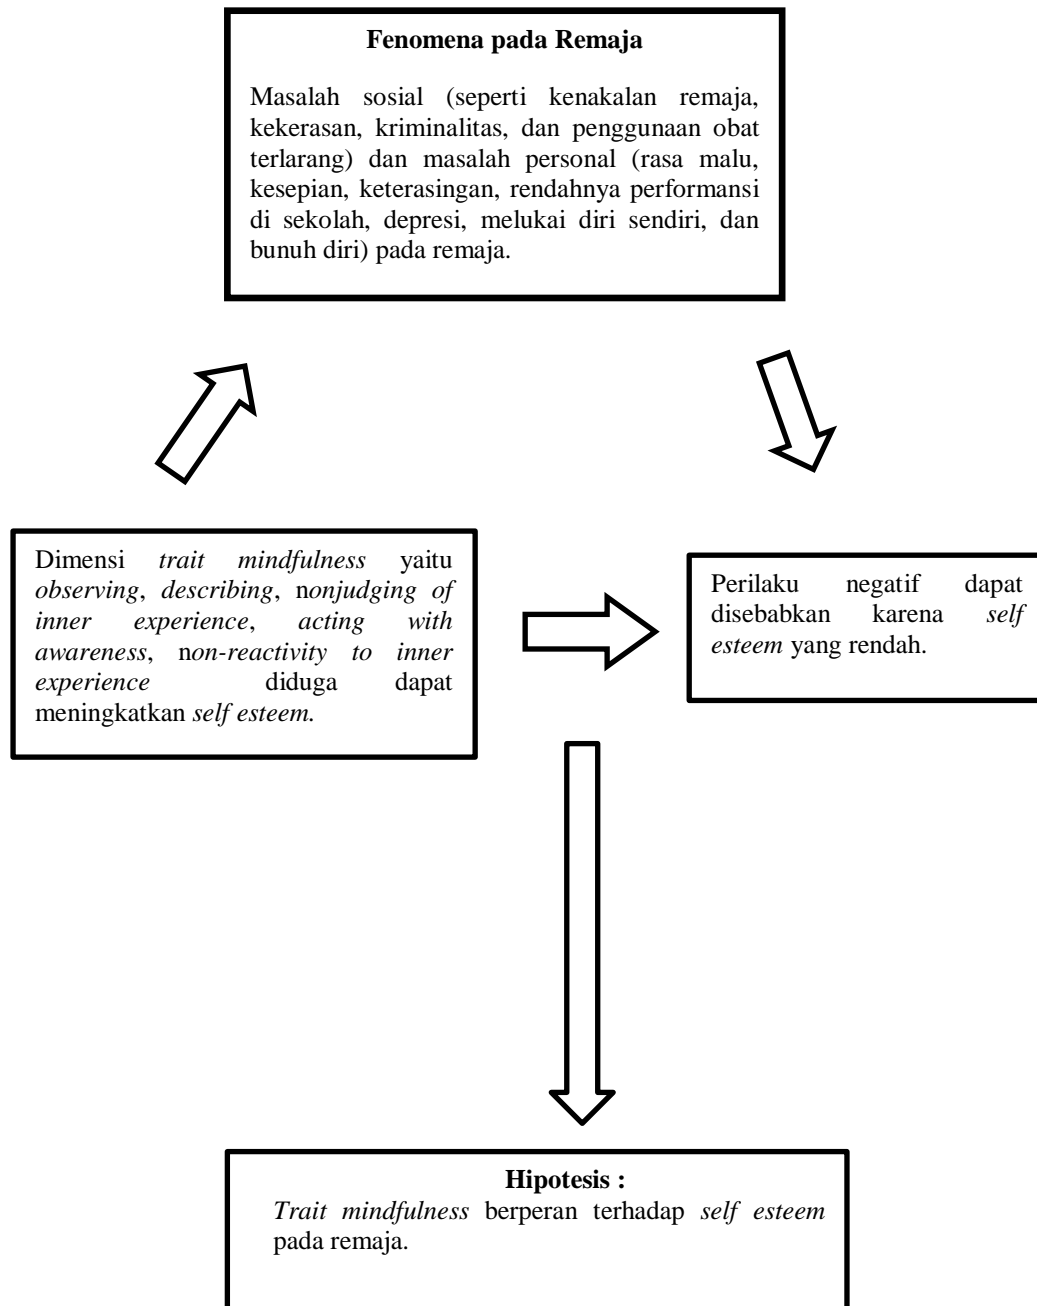 Fenomena pada Remaja
Masalah sosial (seperti kenakalan remaja,
kekerasan, kriminalitas, dan penggunaan obat
terlarang) dan masalah personal (rasa malu,
kesepian, keterasingan, rendahnya performansi
di sekolah, depresi, melukai diri sendiri, dan
bunuh diri) pada remaja.
Dimensi trait mindfulness yaitu
observing, describing, nonjudging of
inner experience, acting with
awareness, non-reactivity to inner
experience diduga dapat
meningkatkan self esteem.
Perilaku negatif dapat
disebabkan karena self
esteem yang rendah.
Hipotesis :
Trait mindfulness berperan terhadap self esteem
pada remaja.